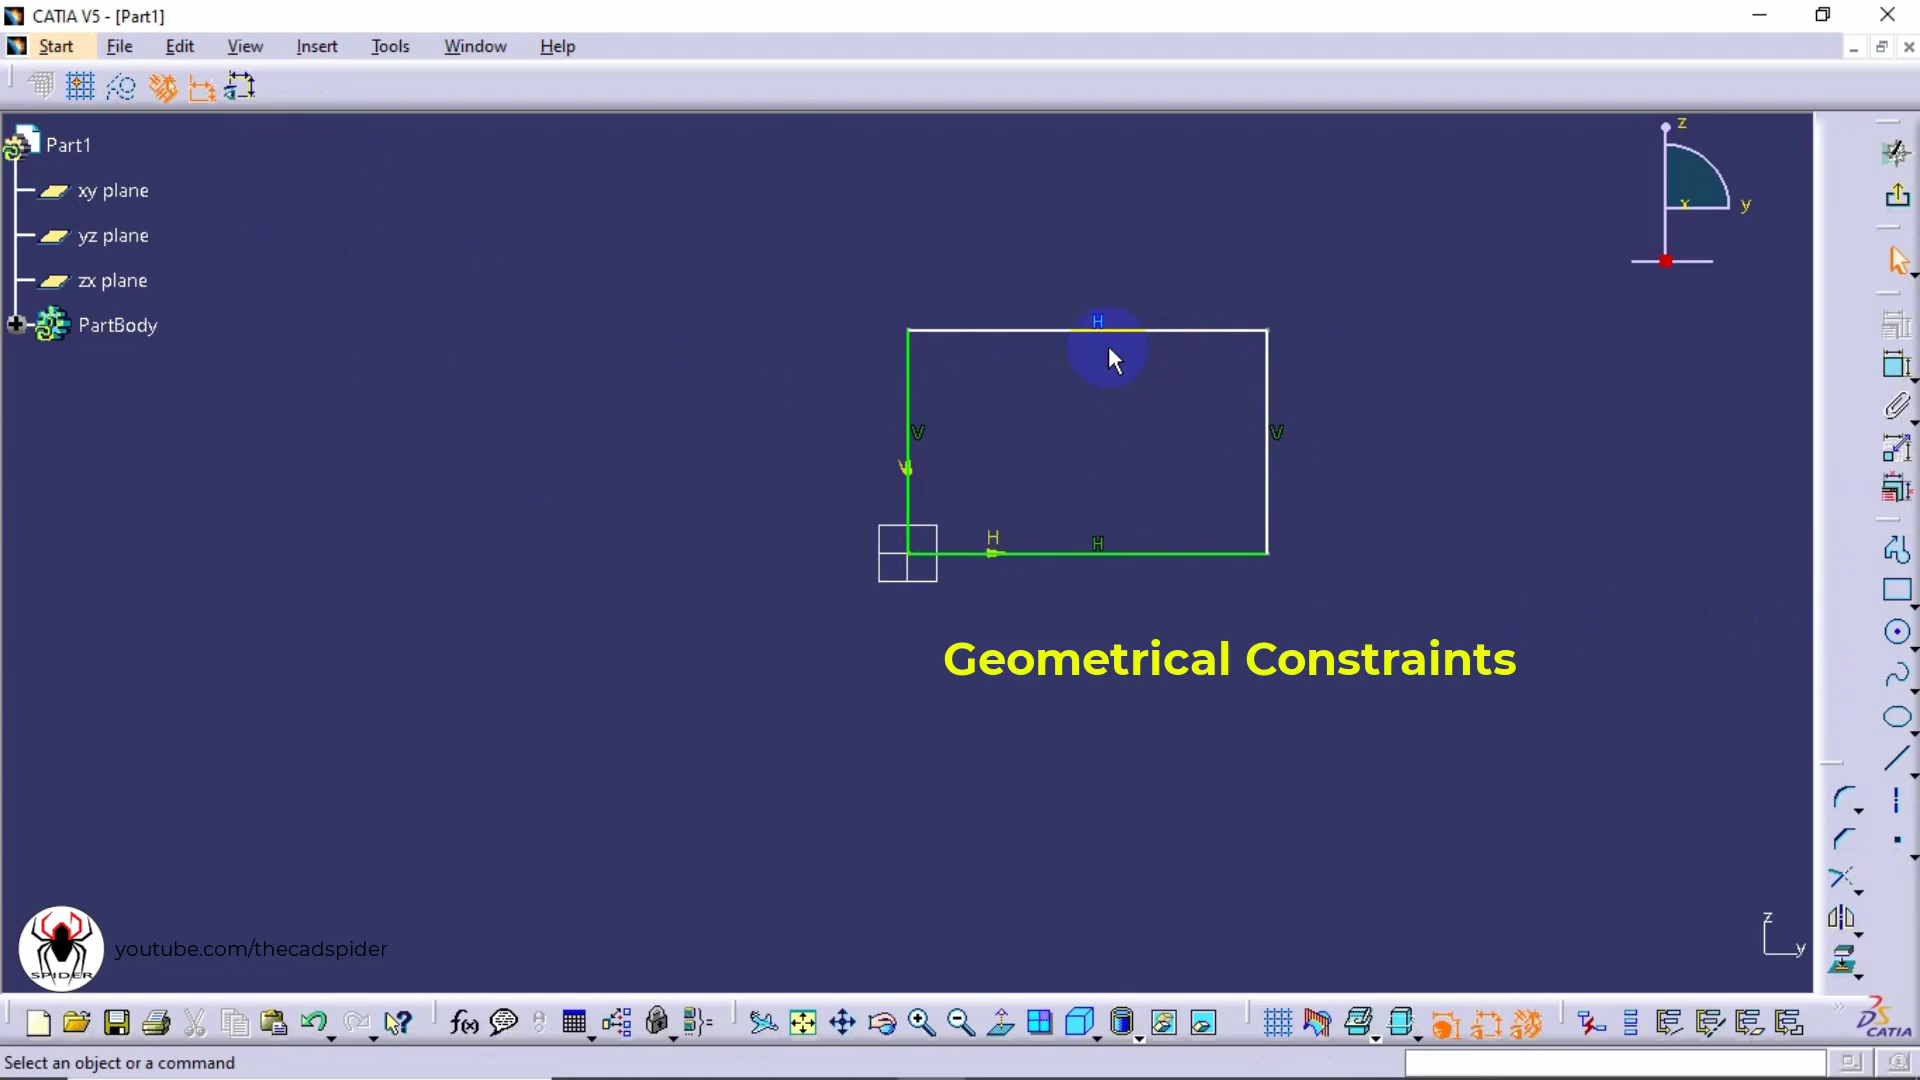 CATIA V5 - [Part1]
Start File Edit View Insert Tools Window Help
Part1
xy plane
yz plane
zx plane
PartBody
z
x
y
H
V
V
V
H
H
Geometrical Constraints
SPIDER
youtube.com/thecadspider
z
y
f(x)
CATIA
Select an object or a command